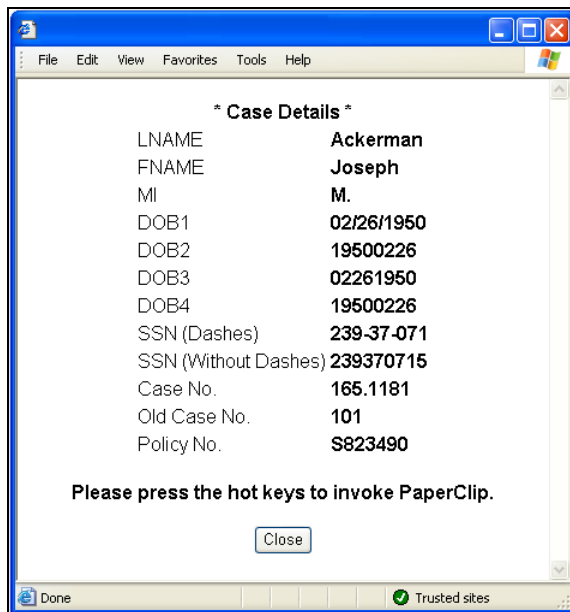 File Edit View Favorites Tools Help
* Case Details *
LNAME Ackerman
FNAME Joseph
MI M.
DOB1 02/26/1950
DOB2 19500226
DOB3 02261950
DOB4 19500226
SSN (Dashes) 239-37-071
SSN (Without Dashes) 239370715
Case No. 165.1181
Old Case No. 101
Policy No. S823490
Please press the hot keys to invoke PaperClip.
Close
Done Trusted sites